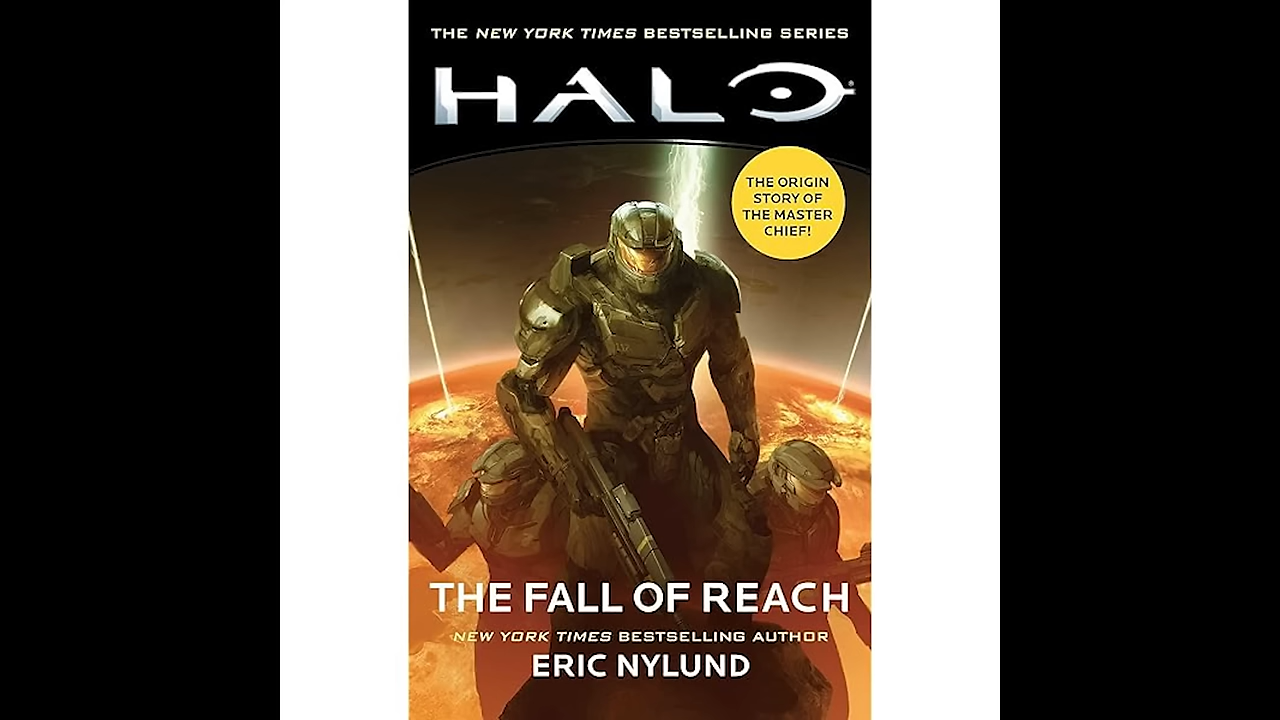 THE NEW YORK TIMES BESTSELLING SERIES
HALO®
THE ORIGIN
STORY OF
THE MASTER
CHIEF!
THE FALL OF REACH
NEW YORK TIMES BESTSELLING AUTHOR
ERIC NYLUND